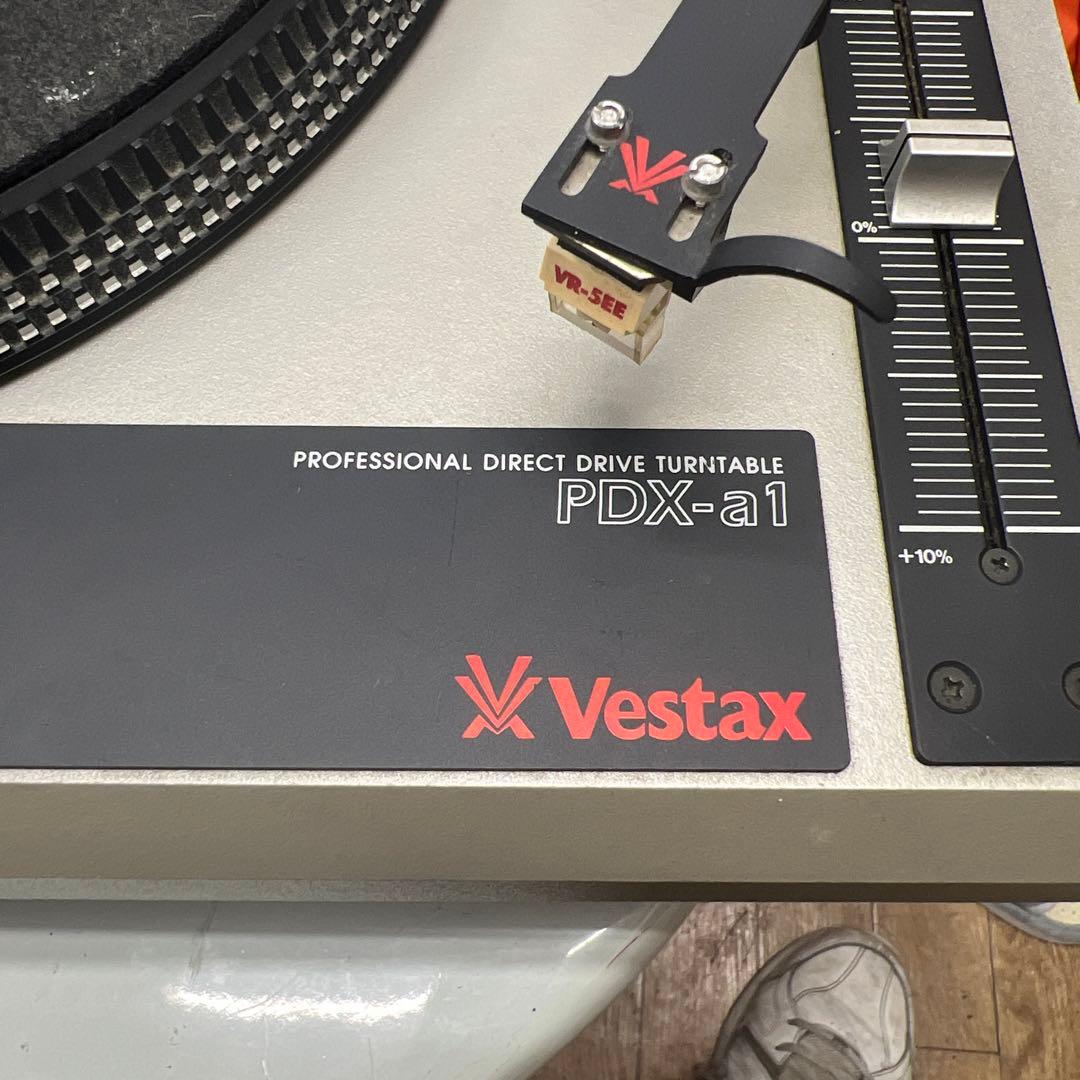 VR-5EE
0%
PROFESSIONAL DIRECT DRIVE TURNTABLE
PDX-a1
+10%
Vestax